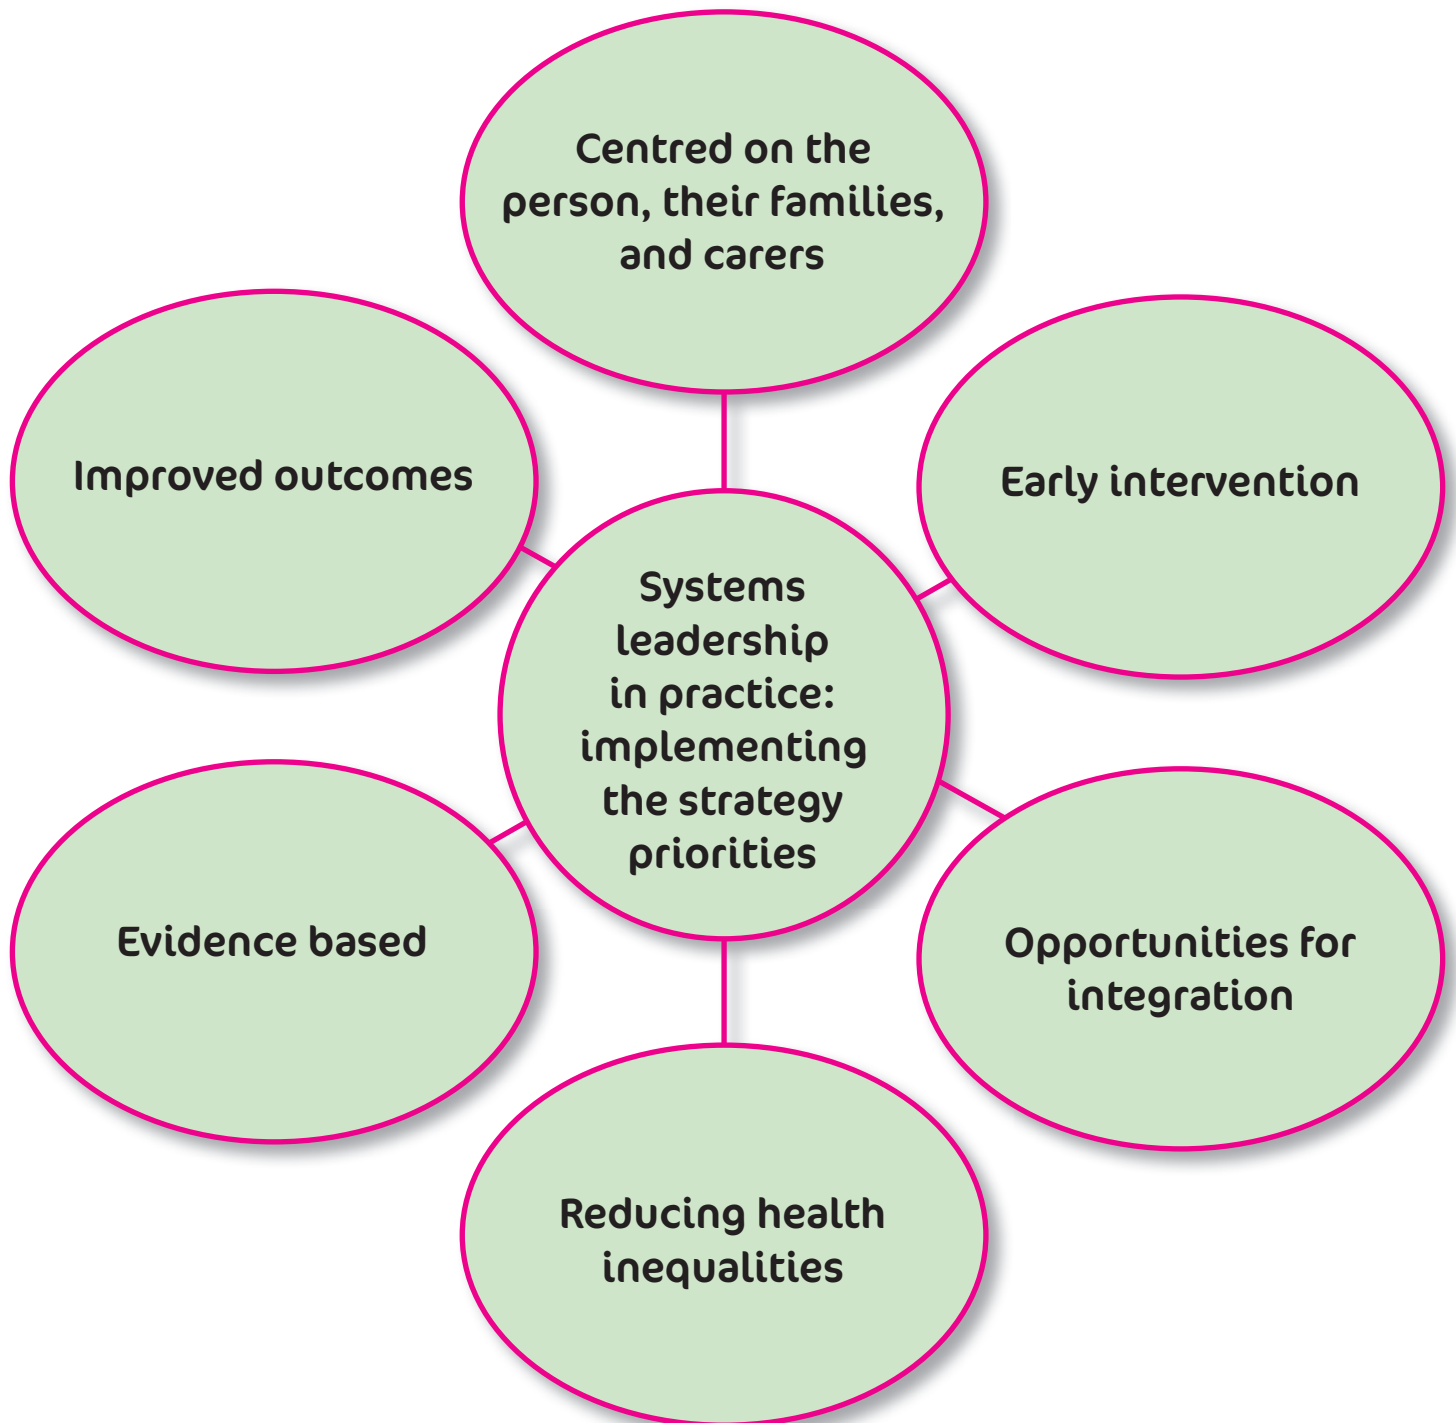 Centred on the
person, their families,
and carers
Improved outcomes
Early intervention
Systems
leadership
in practice:
implementing
the strategy
priorities
Evidence based
Opportunities for
integration
Reducing health
inequalities